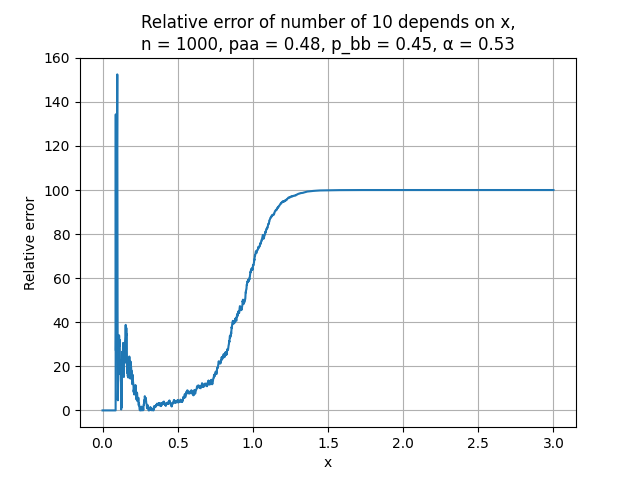 Relative error of number of 10 depends on x,
n = 1000, paa = 0.48, p_bb = 0.45, α = 0.53
160
140
120
100
80
60
40
20
0
Relative error
0.0 0.5 1.0 1.5 2.0 2.5 3.0
x